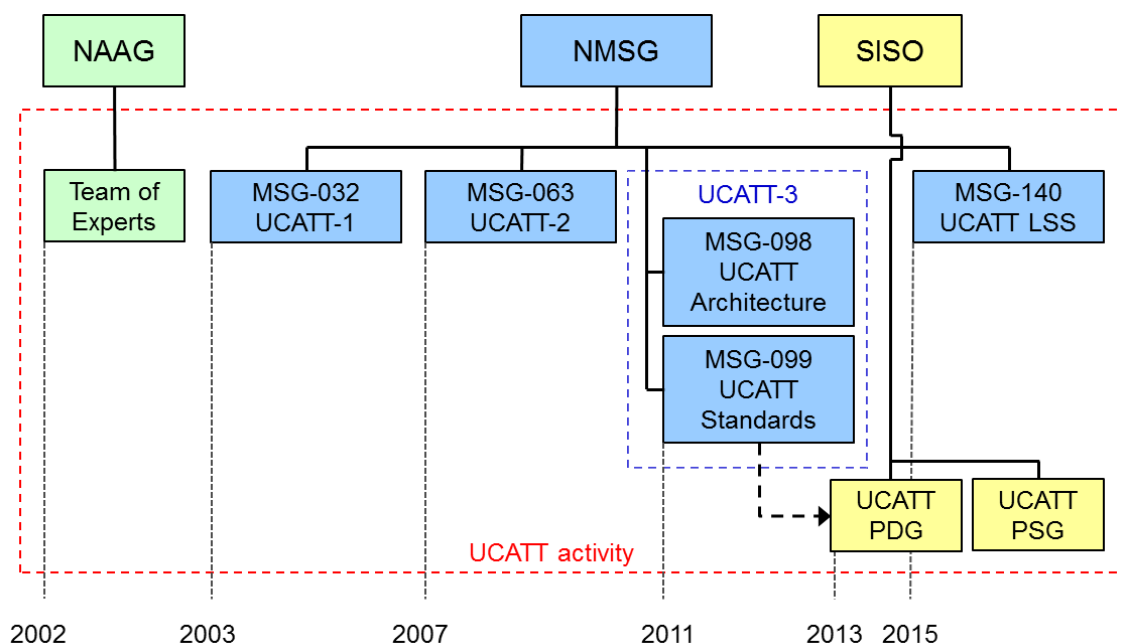 NAAG
NMSG
SISO
Team of
Experts
MSG-032
UCATT-1
MSG-063
UCATT-2
UCATT-3
MSG-098
UCATT
Architecture
MSG-099
UCATT
Standards
MSG-140
UCATT LSS
UCATT
PDG
UCATT
PSG
UCATT activity
2002
2003
2007
2011
2013
2015